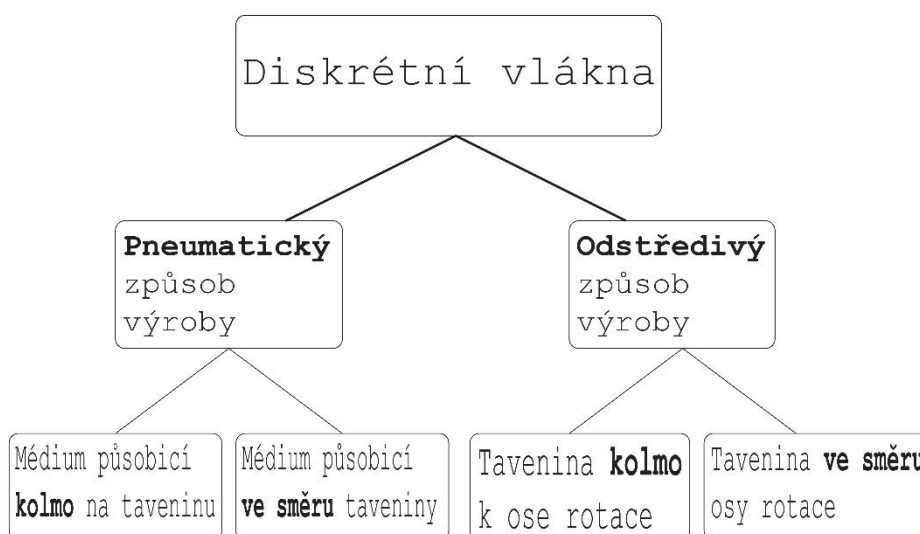 Diskrétní vlákna
Pneumatický
způsob
výroby
Odstředivý
způsob
výroby
Médium působicí
kolmo na taveninu
Médium působicí
ve směru taveniny
Tavenina kolmo
k ose rotace
Tavenina ve směru
osy rotace